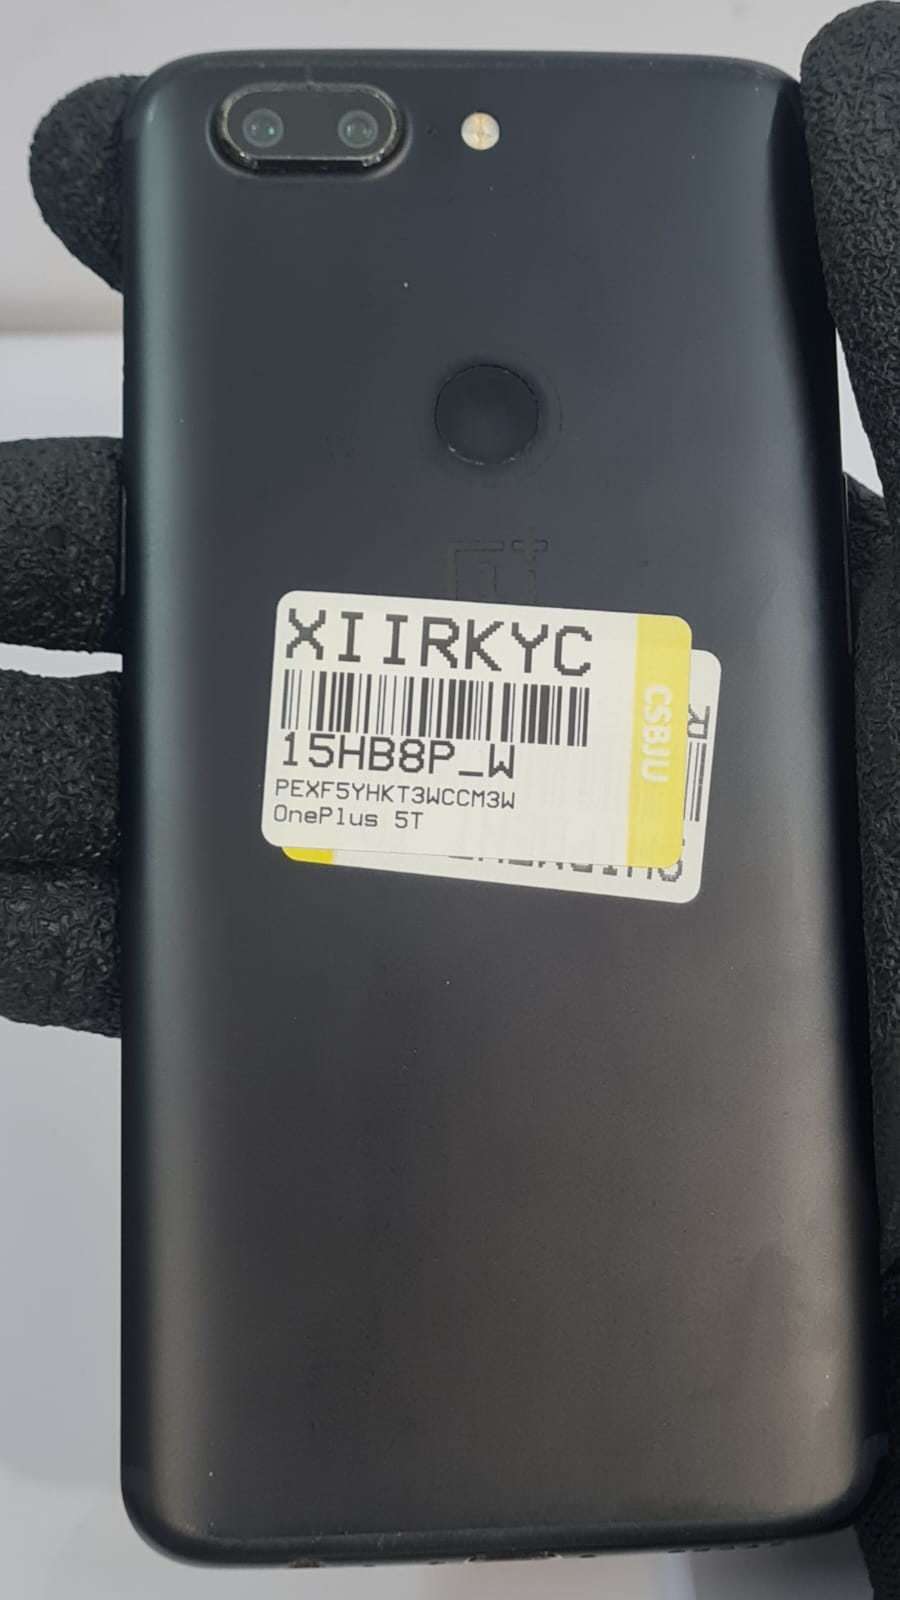 XIIRKYC
15HB8P_W
PEXF5YHKT3WCCM3W
OnePlus 5T
CSBJU